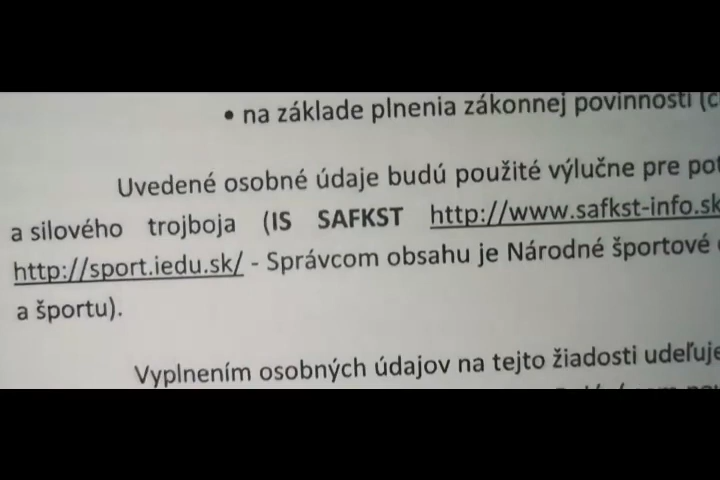 • na základe plnenia zákonnej povinnosti
Uvedené osobné údaje budú použité výlučne pre
a silového trojboja (IS SAFKST http://www.safkst-info.sk
http://sport.iedu.sk/ - Správcom obsahu je Národné športové
a športu).
Vyplnením osobných údajov na tejto žiadosti udeľuje